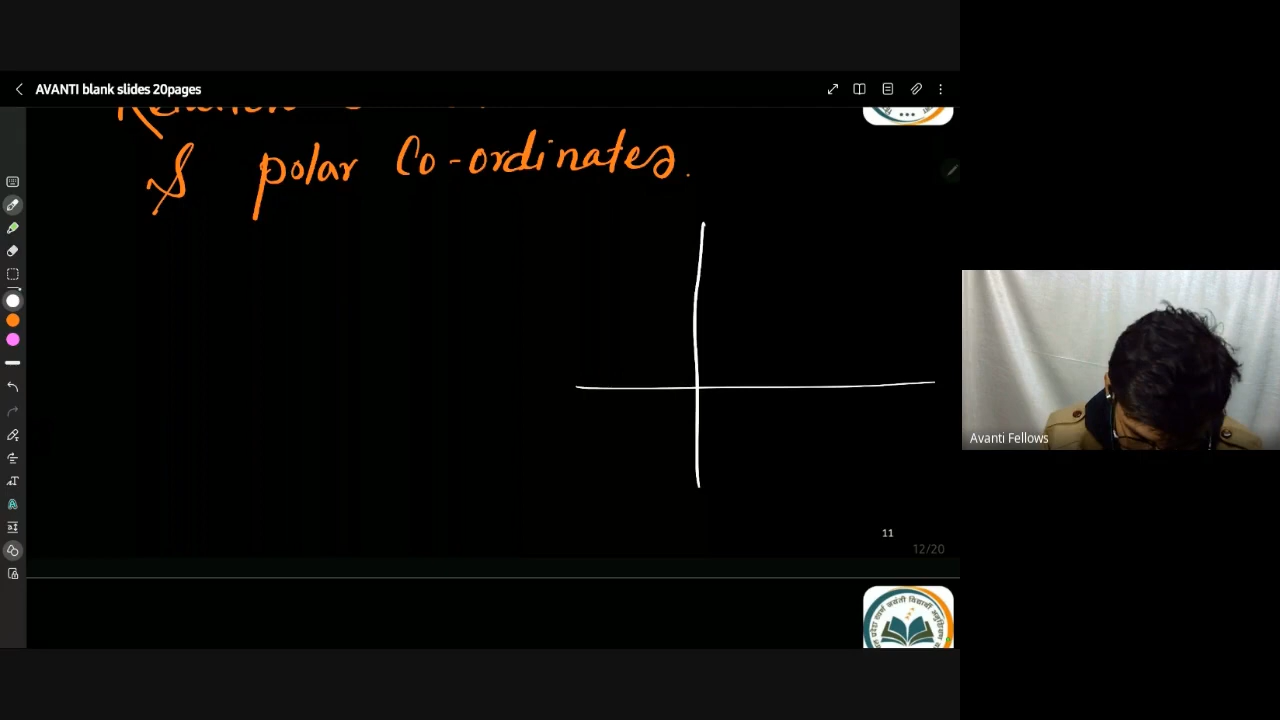 AVANTI blank slides 20pages
& polar Co-ordinates.
11
12/20
Avanti Fellows